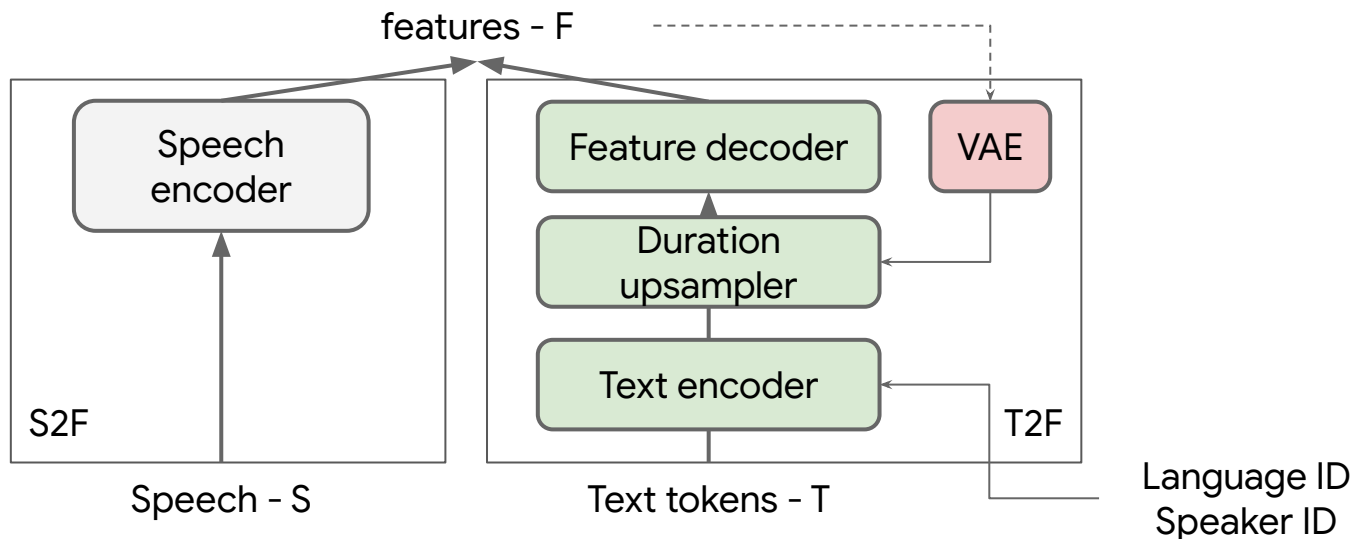 features - F
Speech
encoder
Feature decoder
VAE
Duration
upsampler
Text encoder
S2F
T2F
Speech - S
Text tokens - T
Language ID
Speaker ID